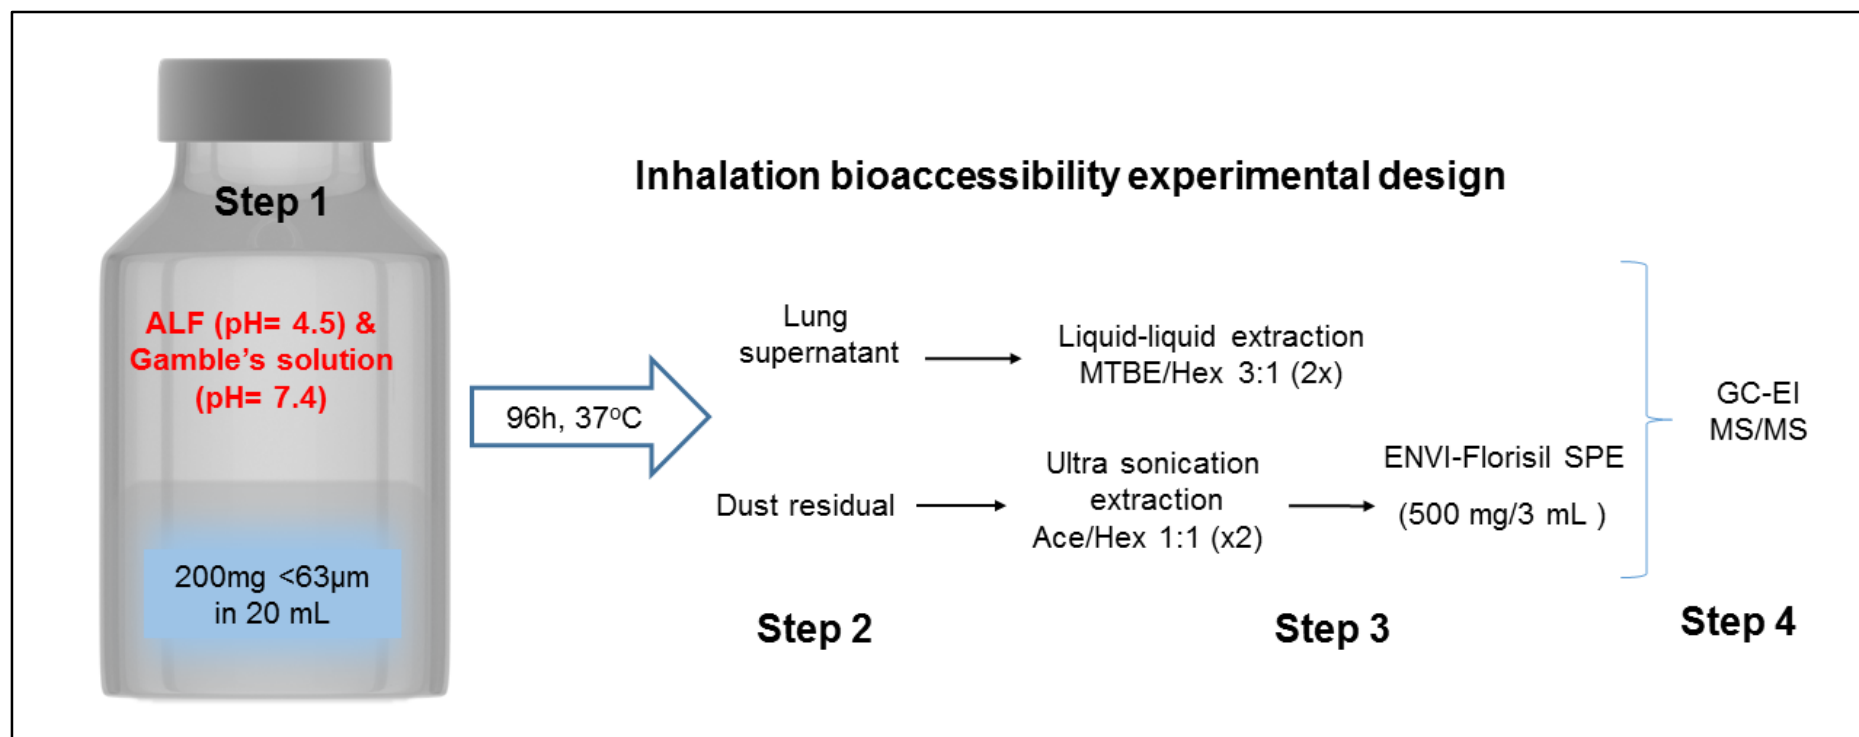 Inhalation bioaccessibility experimental design
Step 1
ALF (pH= 4.5) &
Gamble's solution
(pH= 7.4)
200mg <63µm
in 20 mL
96h, 37ºC
Lung
supernatant
Liquid-liquid extraction
MTBE/Hex 3:1 (2x)
Dust residual
Ultra sonication
extraction
Ace/Hex 1:1 (x2)
ENVI-Florisil SPE
(500 mg/3 mL )
GC-EI
MS/MS
Step 2
Step 3
Step 4